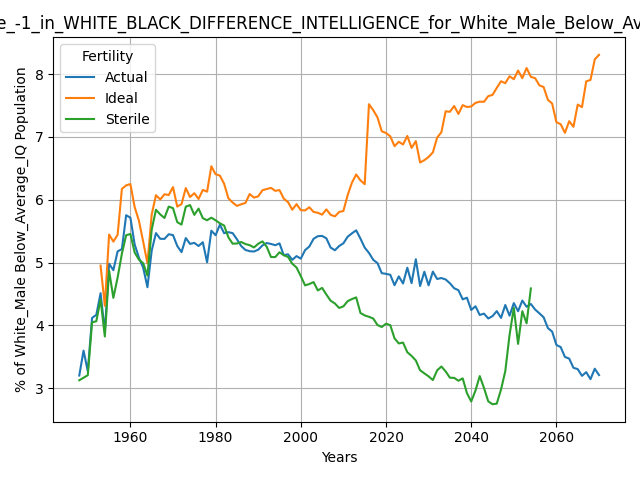 e_-1_in_WHITE_BLACK_DIFFERENCE_INTELLIGENCE_for_White_Male_Below_Av
Fertility
Actual
Ideal
Sterile
% of White_Male Below_Average_IQ Population
8
7
6
5
4
3
1960
1980
2000
2020
2040
2060
Years